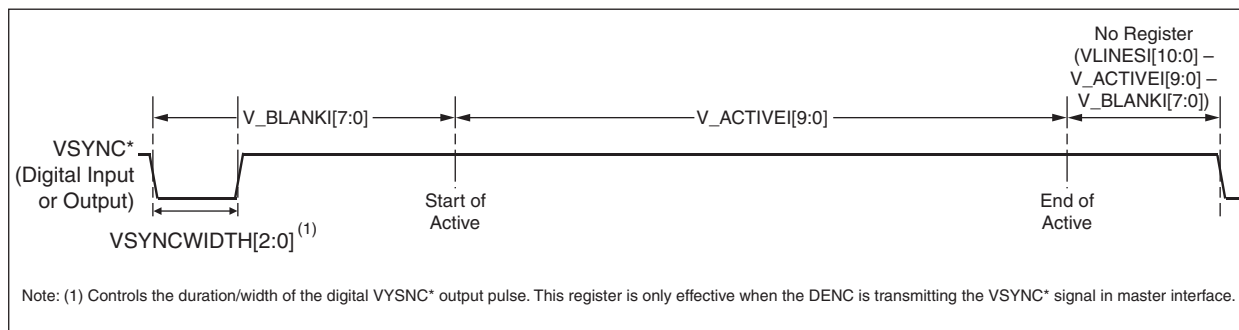 No Register
(VLINESI[10:0] –
V_ACTIVEI[9:0] –
V_BLANKI[7:0])
V_BLANKI[7:0]
V_ACTIVEI[9:0]
VSYNC*
(Digital Input
or Output)
Start of
Active
End of
Active
VSYNCWIDTH[2:0] (1)
Note: (1) Controls the duration/width of the digital VYSNC* output pulse. This register is only effective when the DENC is transmitting the VSYNC* signal in master interface.